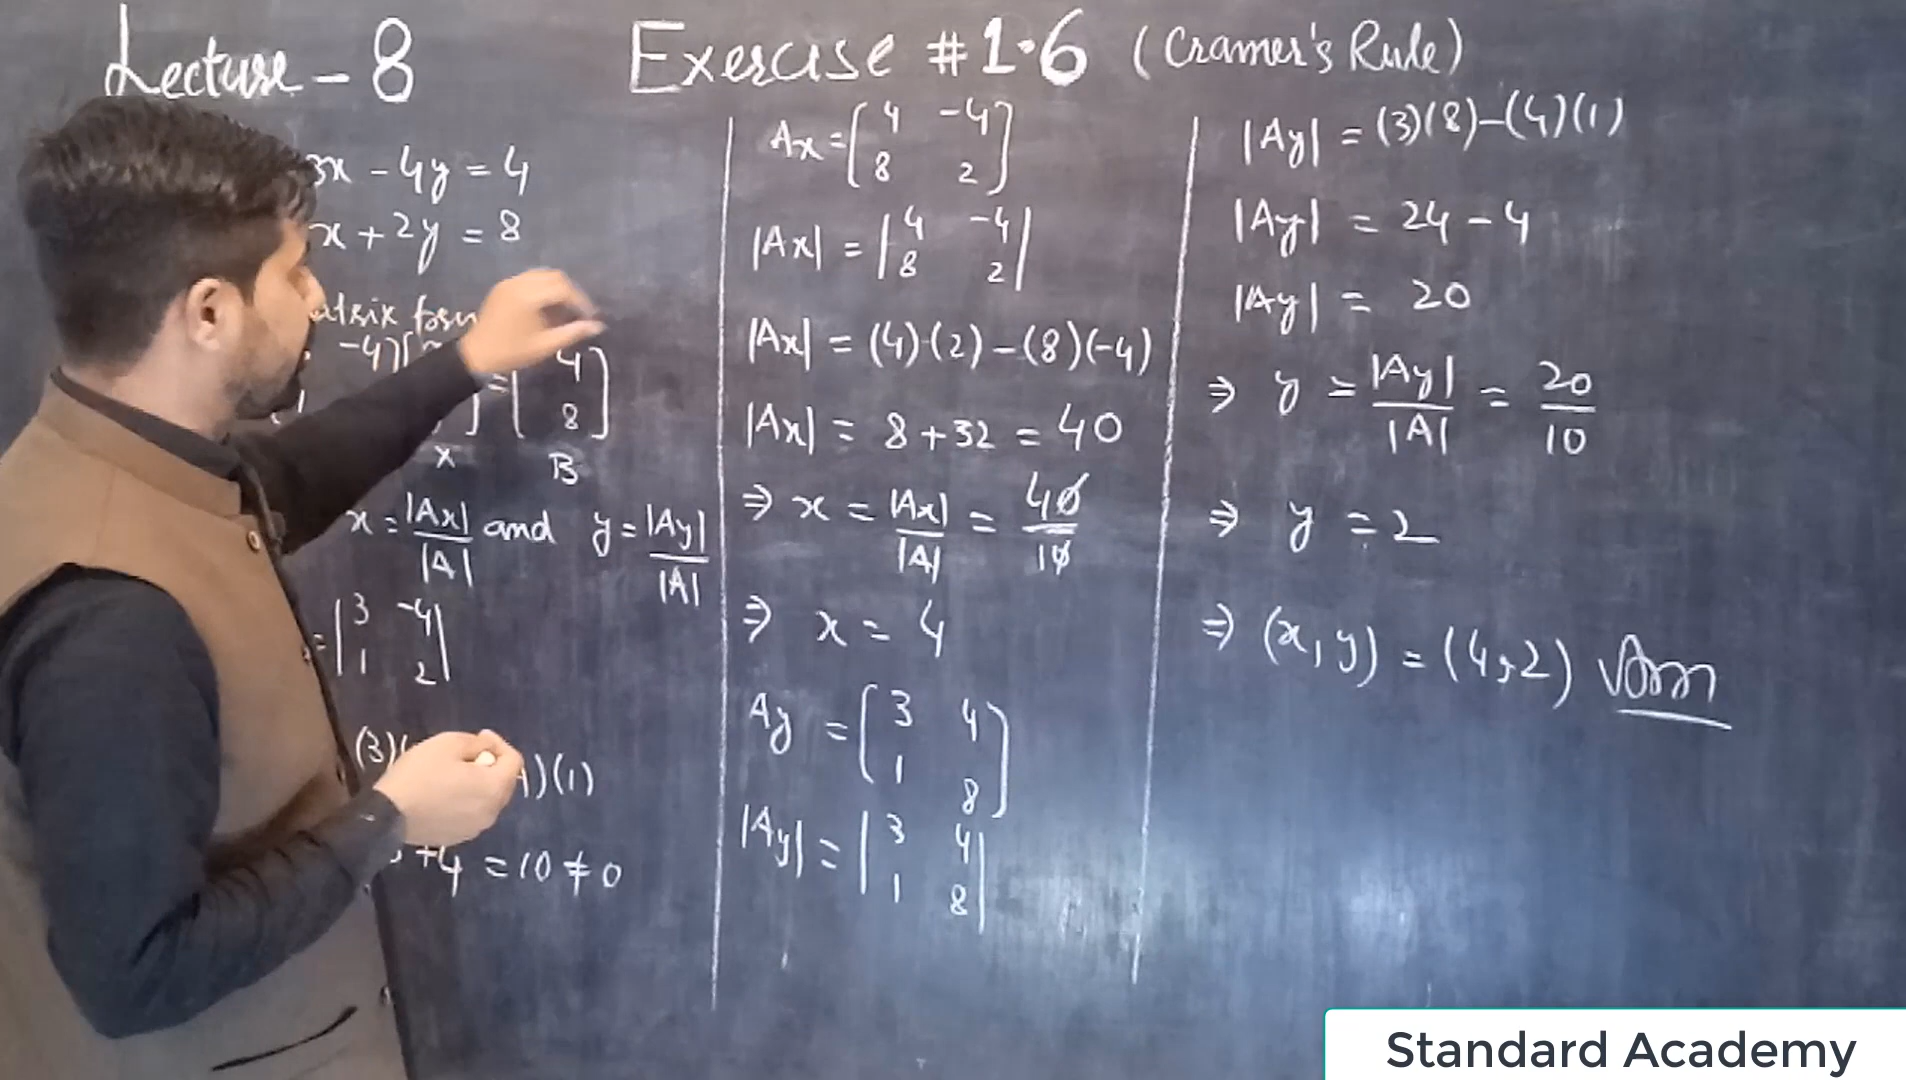 Lecture - 8
Exercise # 1.6 (Cramer's Rule)
3x - 4y = 4
x + 2y = 8
-4
= [ 4
8 ]
x B
x = |Ax| / |A| and y = |Ay| / |A|
= | 3 -4
1 2 |
(3)( )(1)
+4 = 10 ≠ 0
Ax = [ 4 -4
8 2 ]
|Ax| = | 4 -4
8 2 |
|Ax| = (4)(2) - (8)(-4)
|Ax| = 8 + 32 = 40
⇒ x = |Ax| / |A| = 40 / 10
⇒ x = 4
Ay = [ 3 4
1 8 ]
|Ay| = | 3 4
1 8 |
|Ay| = (3)(8) - (4)(1)
|Ay| = 24 - 4
|Ay| = 20
⇒ y = |Ay| / |A| = 20 / 10
⇒ y = 2
⇒ (x, y) = (4, 2) Ans
Standard Academy